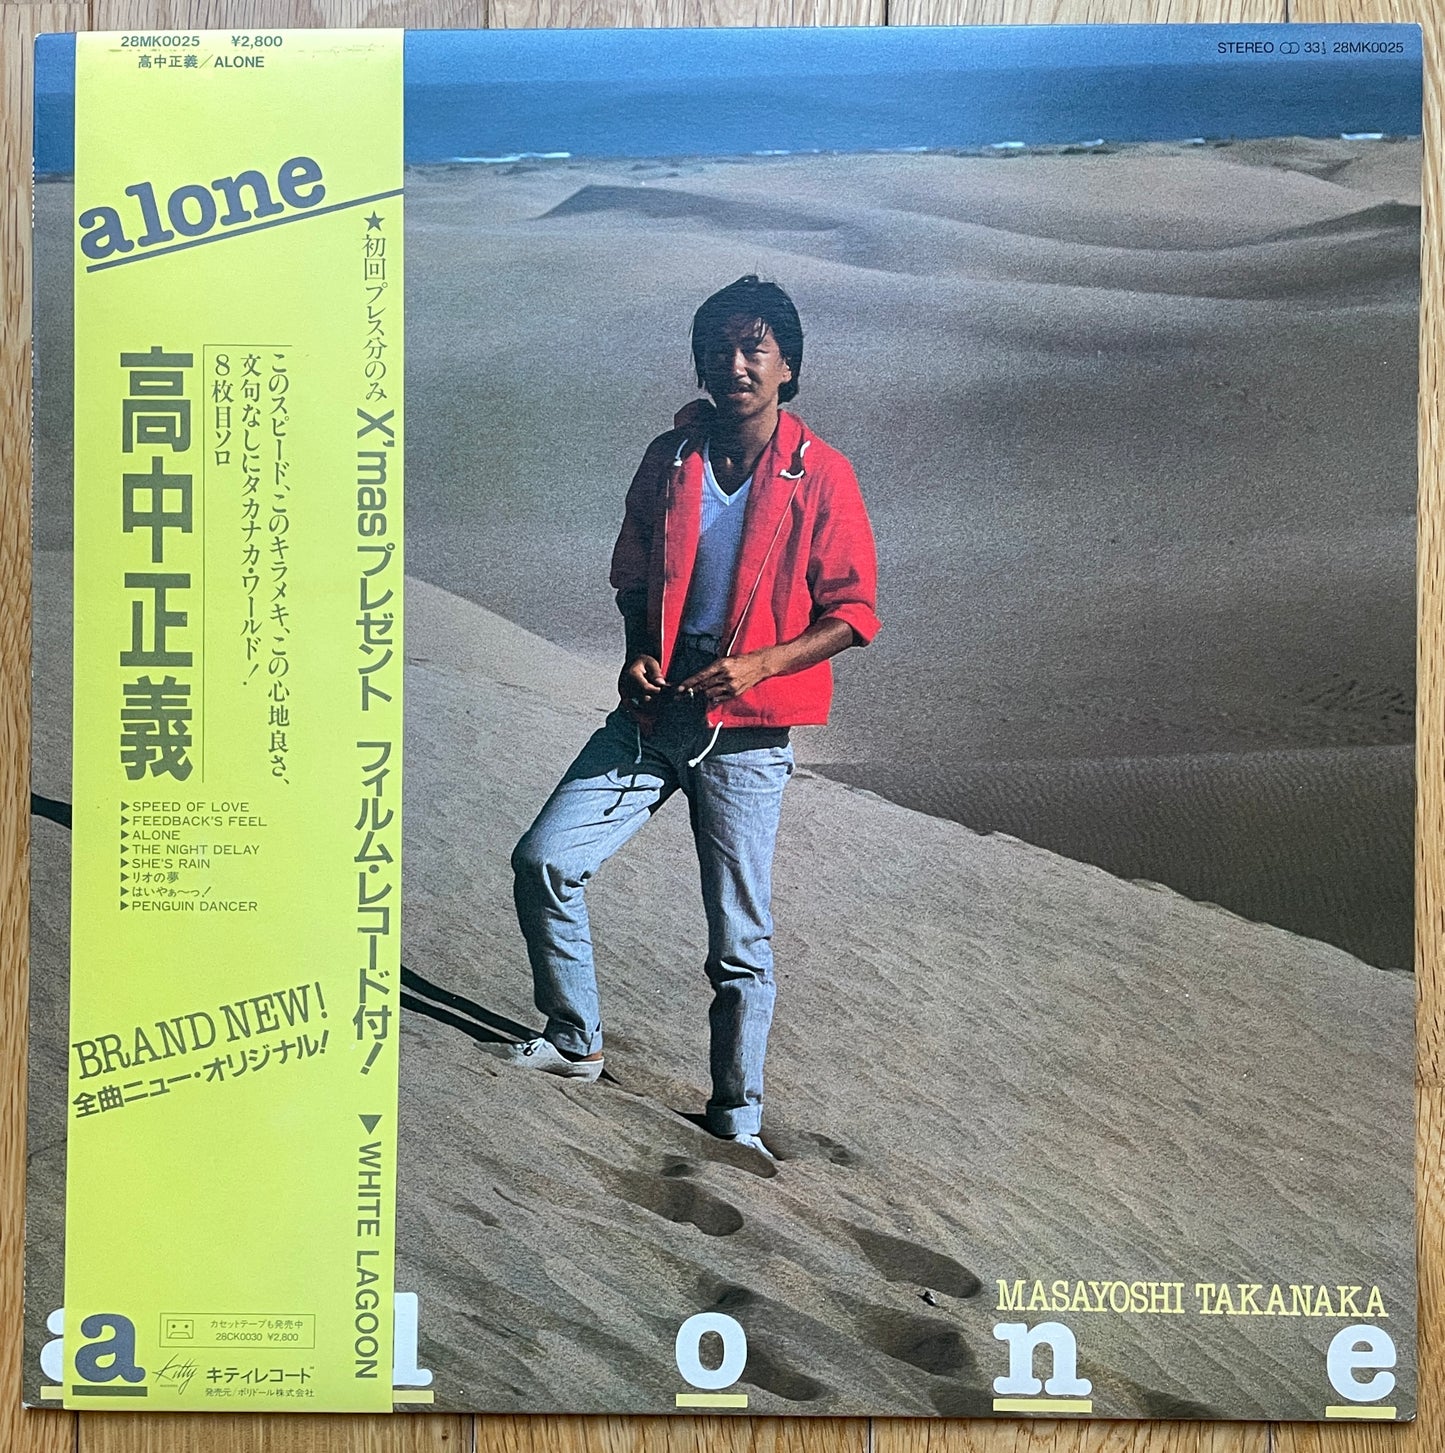 28MK0025 ¥2,800
高中正義／ALONE
alone
★初回プレス分のみ X'masプレゼント フィルム・レコード付! ▼WHITE LAGOON
このスピード、このキラメキ、この心地良さ、
文句なしにタカナカ・ワールド!
8枚目ソロ
高中正義
▶SPEED OF LOVE
▶FEEDBACK'S FEEL
▶ALONE
▶THE NIGHT DELAY
▶SHE'S RAIN
▶リオの夢
▶はいやぁ〜っ!
▶PENGUIN DANCER
BRAND NEW!
全曲ニュー・オリジナル!
カセットテープも発売中
28CK0030 ¥2,800
a
Kitty キティレコード
発売元／ポリドール株式会社
STEREO 33⅓ 28MK0025
MASAYOSHI TAKANAKA
alone